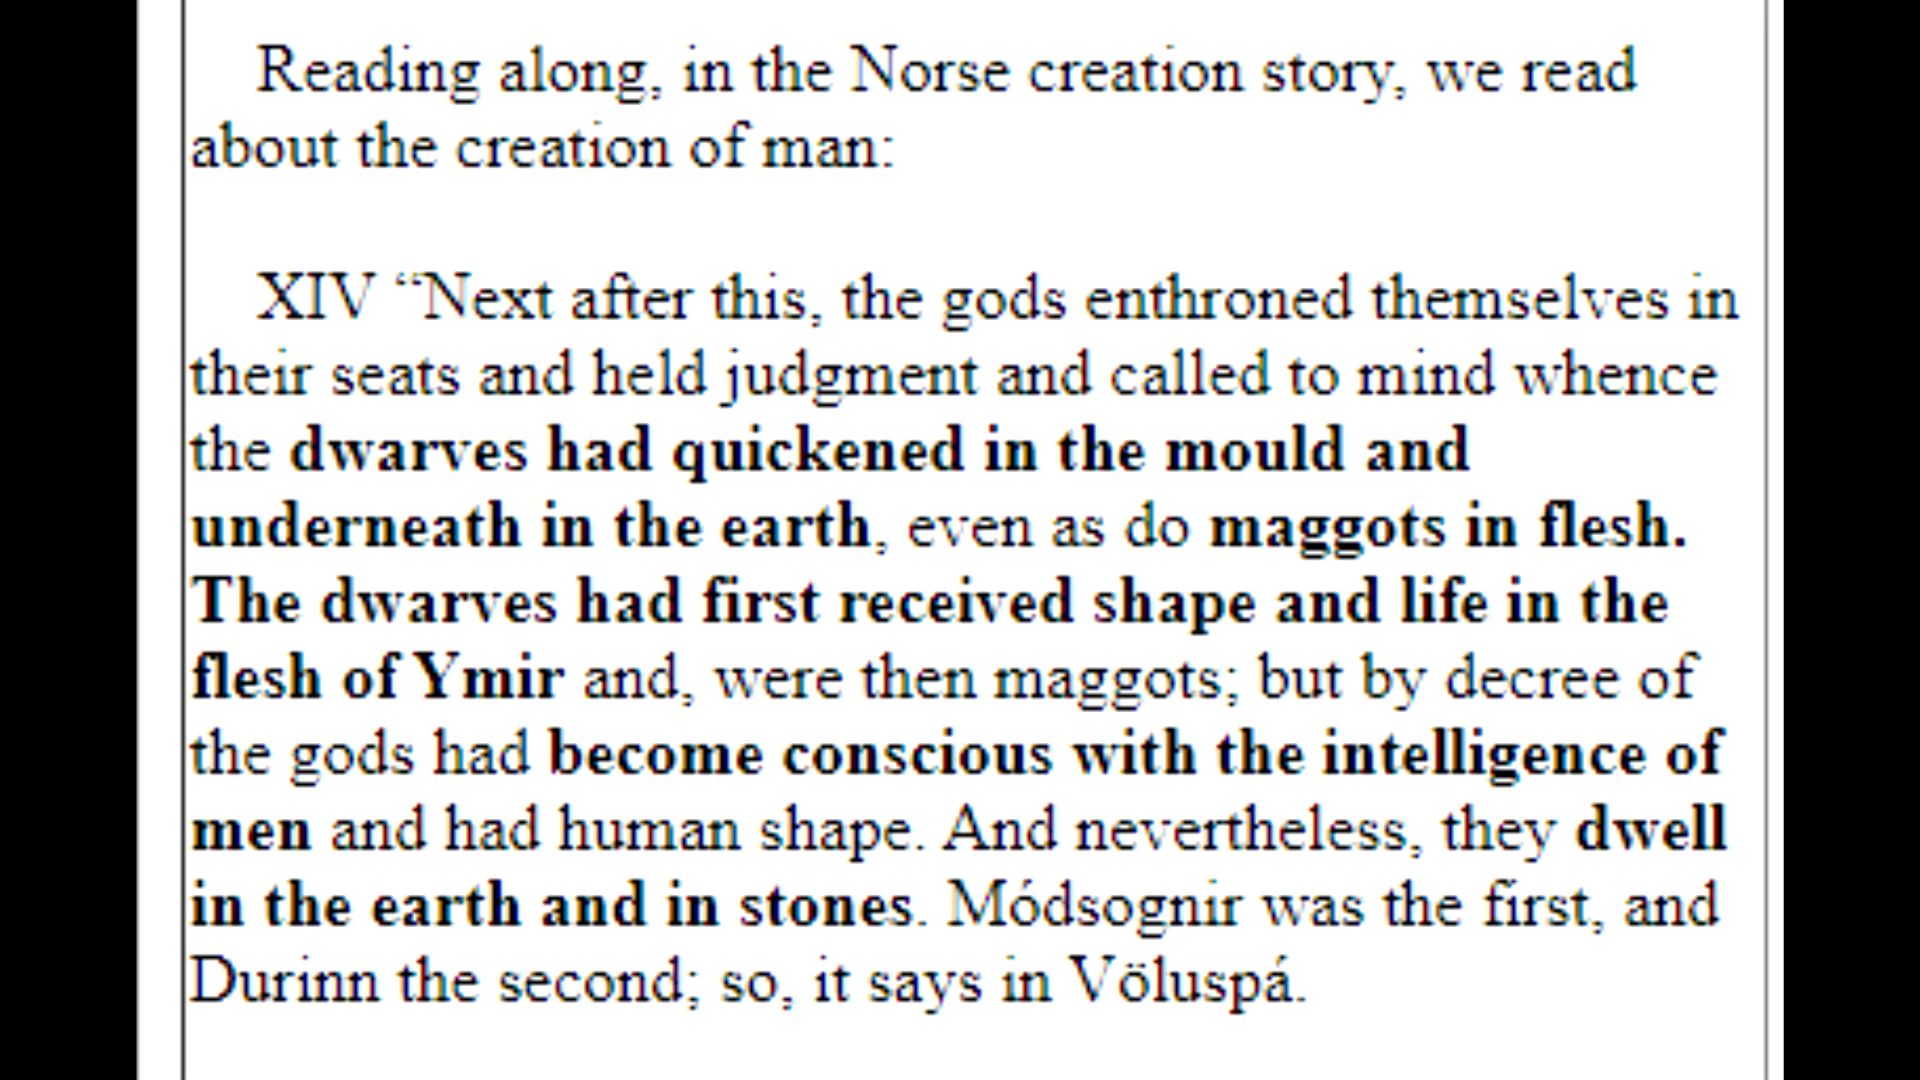 Reading along, in the Norse creation story, we read
about the creation of man:
XIV “Next after this, the gods enthroned themselves in
their seats and held judgment and called to mind whence
the dwarves had quickened in the mould and
underneath in the earth, even as do maggots in flesh.
The dwarves had first received shape and life in the
flesh of Ymir and, were then maggots; but by decree of
the gods had become conscious with the intelligence of
men and had human shape. And nevertheless, they dwell
in the earth and in stones. Módsognir was the first, and
Durinn the second; so, it says in Völuspá.